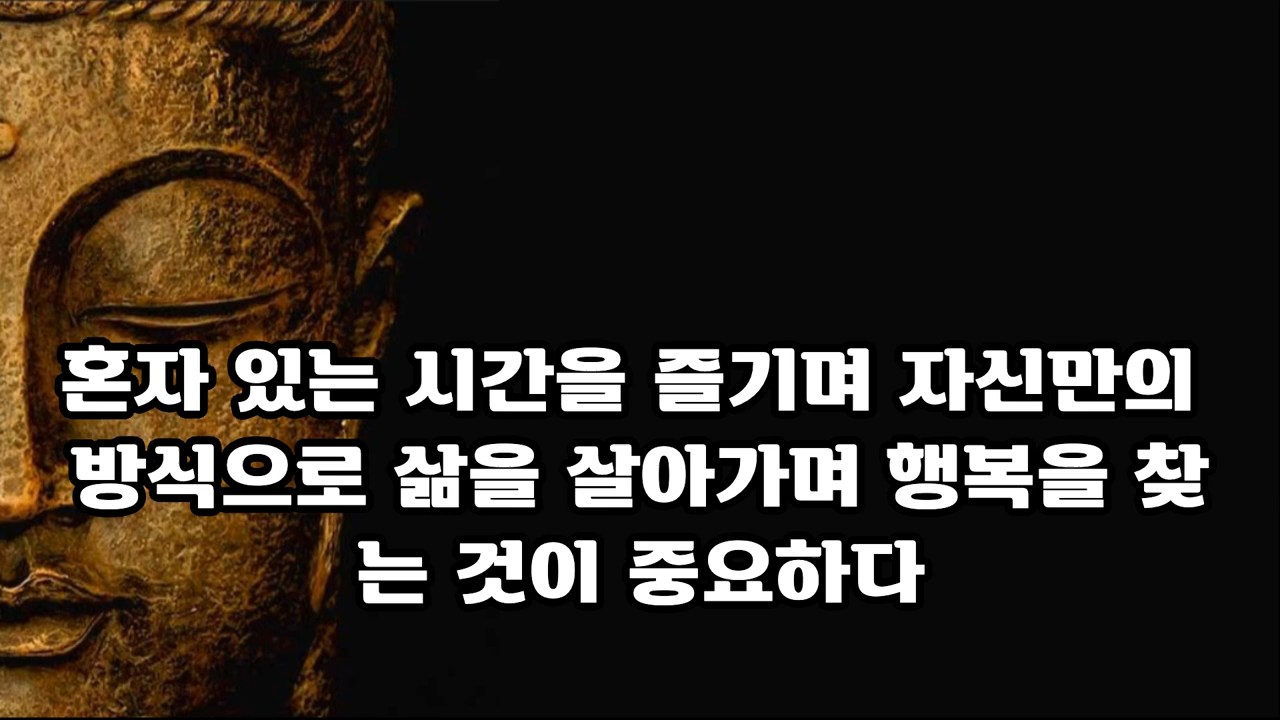 혼자 있는 시간을 즐기며 자신만의
방식으로 삶을 살아가며 행복을 찾
는 것이 중요하다